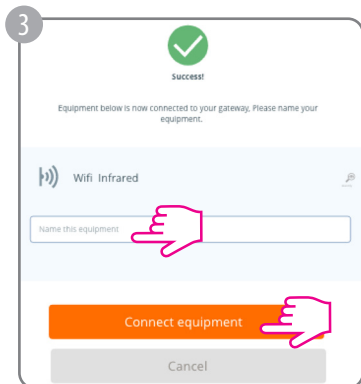 3
Success!
Equipment below is now connected to your gateway, Please name your
equipment.
Wifi Infrared
Name this equipment
Connect equipment
Cancel